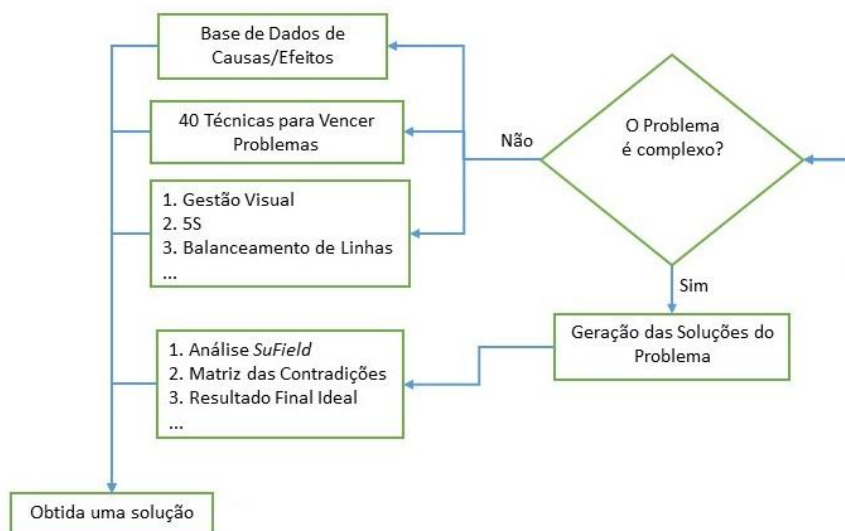 Base de Dados de
Causas/Efeitos
40 Técnicas para Vencer
Problemas
1. Gestão Visual
2. 5S
3. Balanceamento de Linhas
...
Não
O Problema
é complexo?
Sim
Geração das Soluções do
Problema
1. Análise SuField
2. Matriz das Contradições
3. Resultado Final Ideal
...
Obtida uma solução